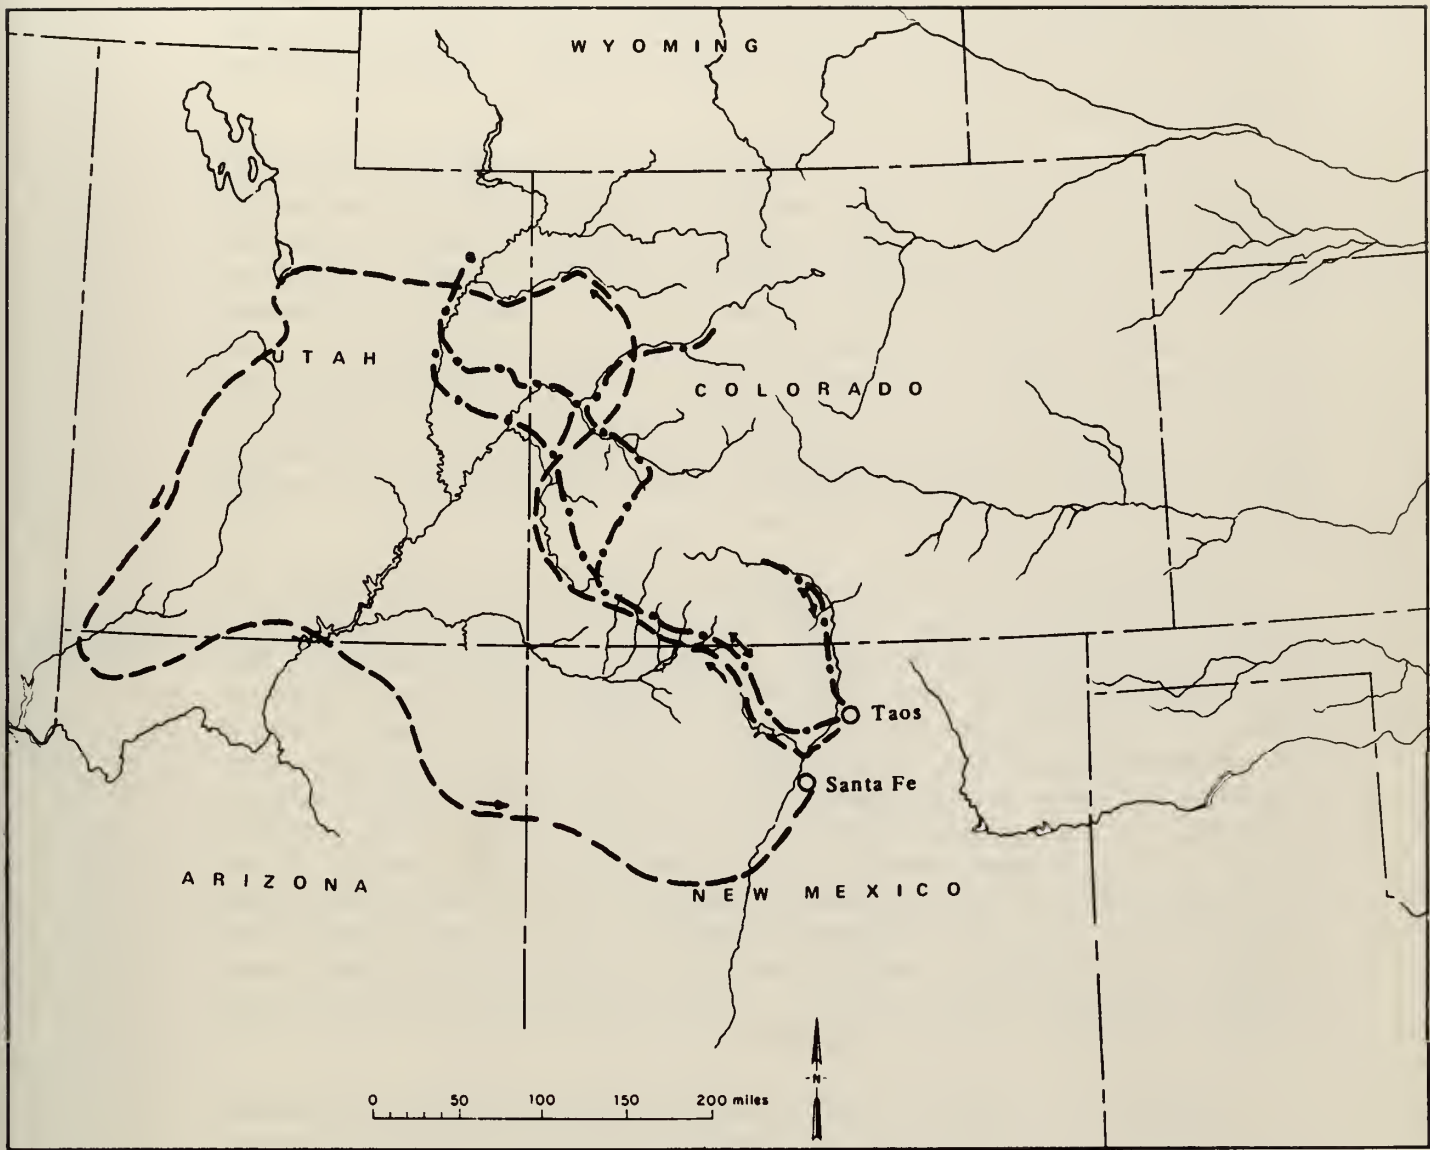 WYOMING
UTAH
COLORADO
Taos
Santa Fe
ARIZONA
NEW MEXICO
N
0 50 100 150 200 miles